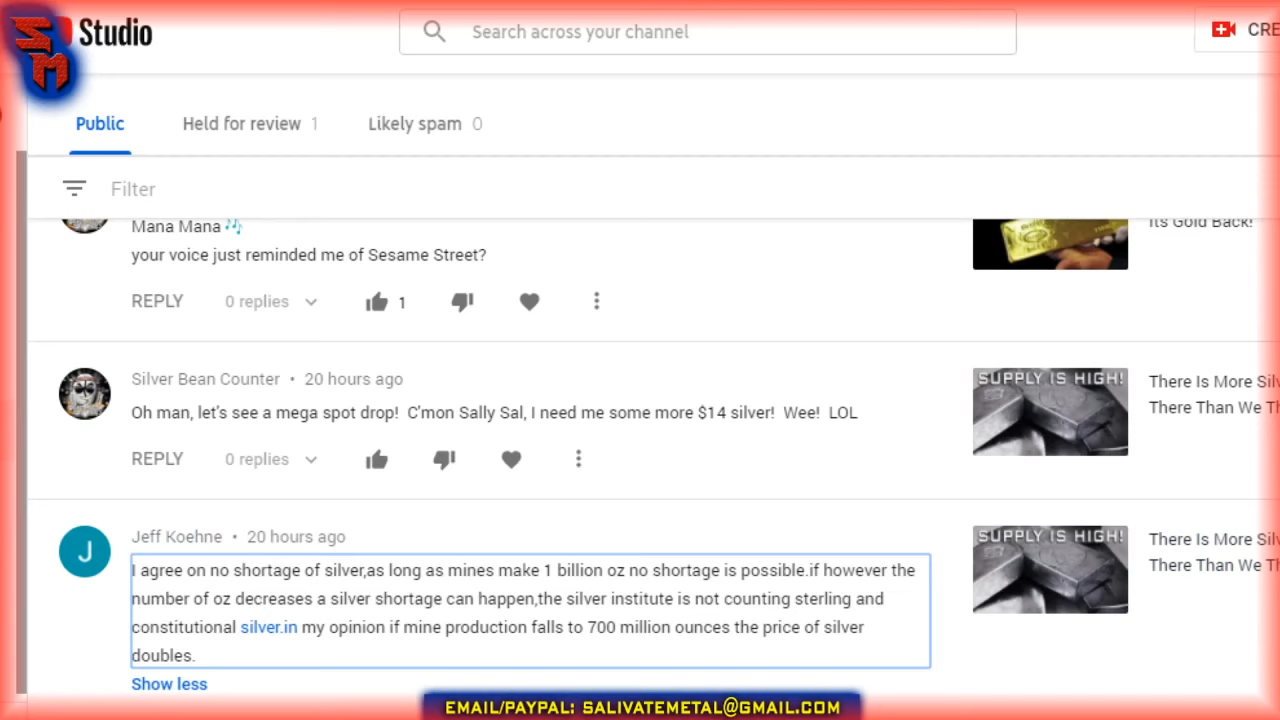 SM
Studio
Search across your channel
CRE
Public
Held for review 1
Likely spam 0
Filter
Mana Mana 🎶
your voice just reminded me of Sesame Street?
Its Gold Back!
REPLY
0 replies
1
Silver Bean Counter • 20 hours ago
Oh man, let's see a mega spot drop!  C'mon Sally Sal, I need me some more $14 silver!  Wee!  LOL
SUPPLY IS HIGH!
There Is More Silv
There Than We Th
REPLY
0 replies
J
Jeff Koehne • 20 hours ago
I agree on no shortage of silver,as long as mines make 1 billion oz no shortage is possible.if however the
number of oz decreases a silver shortage can happen,the silver institute is not counting sterling and
constitutional silver.in my opinion if mine production falls to 700 million ounces the price of silver
doubles.
Show less
SUPPLY IS HIGH!
There Is More Silv
There Than We Th
EMAIL/PAYPAL: SALIVATEMETAL@GMAIL.COM